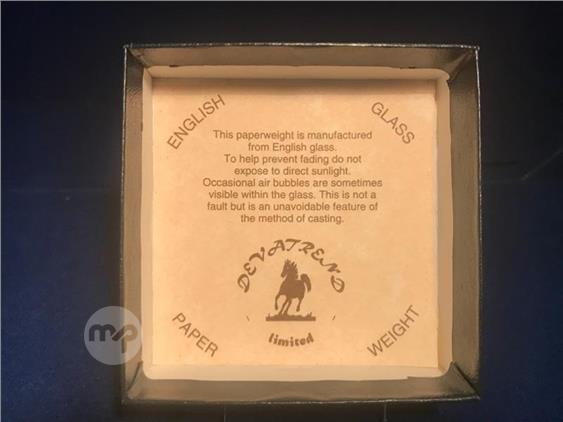 ENGLISH
GLASS
This paperweight is manufactured
from English glass.
To help prevent fading do not
expose to direct sunlight.
Occasional air bubbles are sometimes
visible within the glass. This is not a
fault but is an unavoidable feature of
the method of casting.
DEVATREND
limited
PAPER
WEIGHT
mp